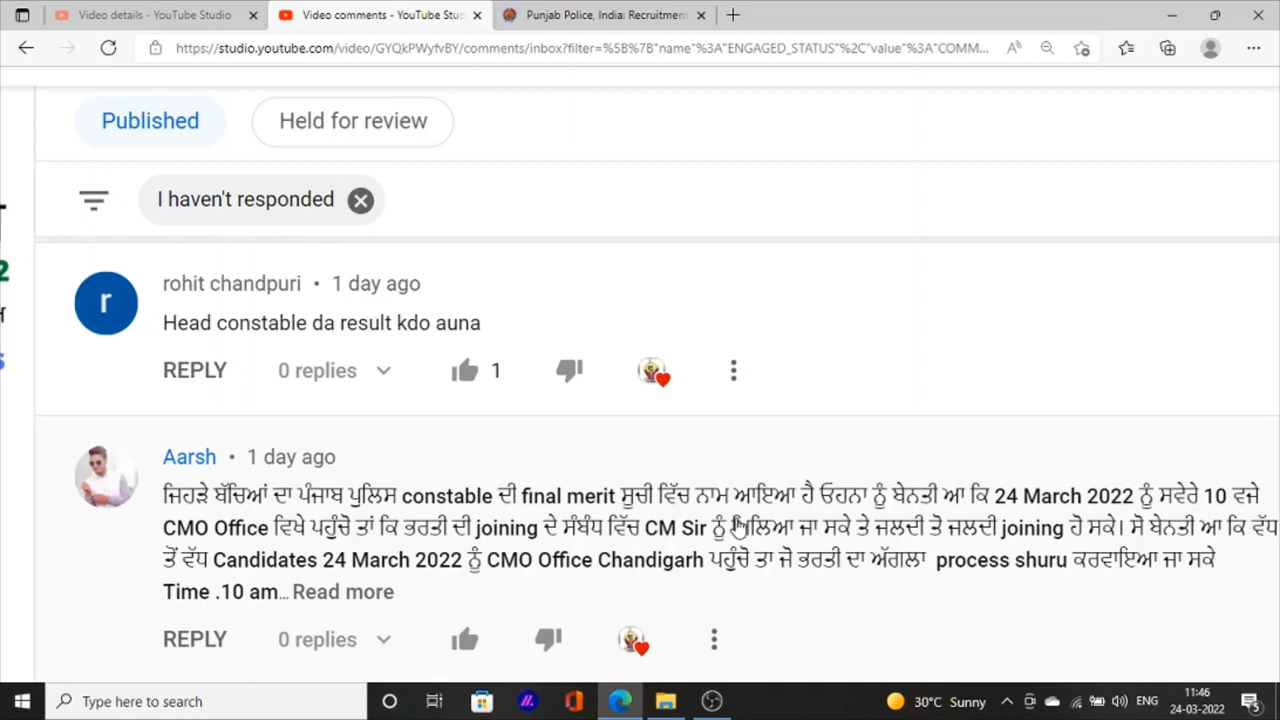 Video details - YouTube Studio
Video comments - YouTube Stu
Punjab Police, India: Recruitment
https://studio.youtube.com/video/GYQkPWyfvBY/comments/inbox?filter=%5B%7B"name"%3A"ENGAGED_STATUS"%2C"value"%3A"COMM...
Published
Held for review
I haven't responded
r
rohit chandpuri • 1 day ago
Head constable da result kdo auna
REPLY 0 replies 1
Aarsh • 1 day ago
ਜਿਹੜੇ ਬੱਚਿਆਂ ਦਾ ਪੰਜਾਬ ਪੁਲਿਸ constable ਦੀ final merit ਸੂਚੀ ਵਿੱਚ ਨਾਮ ਆਇਆ ਹੈ ਓਹਨਾ ਨੂੰ ਬੇਨਤੀ ਆ ਕਿ 24 March 2022 ਨੂੰ ਸਵੇਰੇ 10 ਵਜੇ
CMO Office ਵਿਖੇ ਪਹੁੰਚੋ ਤਾਂ ਕਿ ਭਰਤੀ ਦੀ joining ਦੇ ਸੰਬੰਧ ਵਿੱਚ CM Sir ਨੂੰ ਮਿਲਿਆ ਜਾ ਸਕੇ ਤੇ ਜਲਦੀ ਤੋ ਜਲਦੀ joining ਹੋ ਸਕੇ। ਸੋ ਬੇਨਤੀ ਆ ਕਿ ਵੱਧ
ਤੋਂ ਵੱਧ Candidates 24 March 2022 ਨੂੰ CMO Office Chandigarh ਪਹੁੰਚੋ ਤਾ ਜੋ ਭਰਤੀ ਦਾ ਅੱਗਲਾ process shuru ਕਰਵਾਇਆ ਜਾ ਸਕੇ
Time .10 am... Read more
REPLY 0 replies
Type here to search
30°C Sunny
ENG
11:46
24-03-2022
5